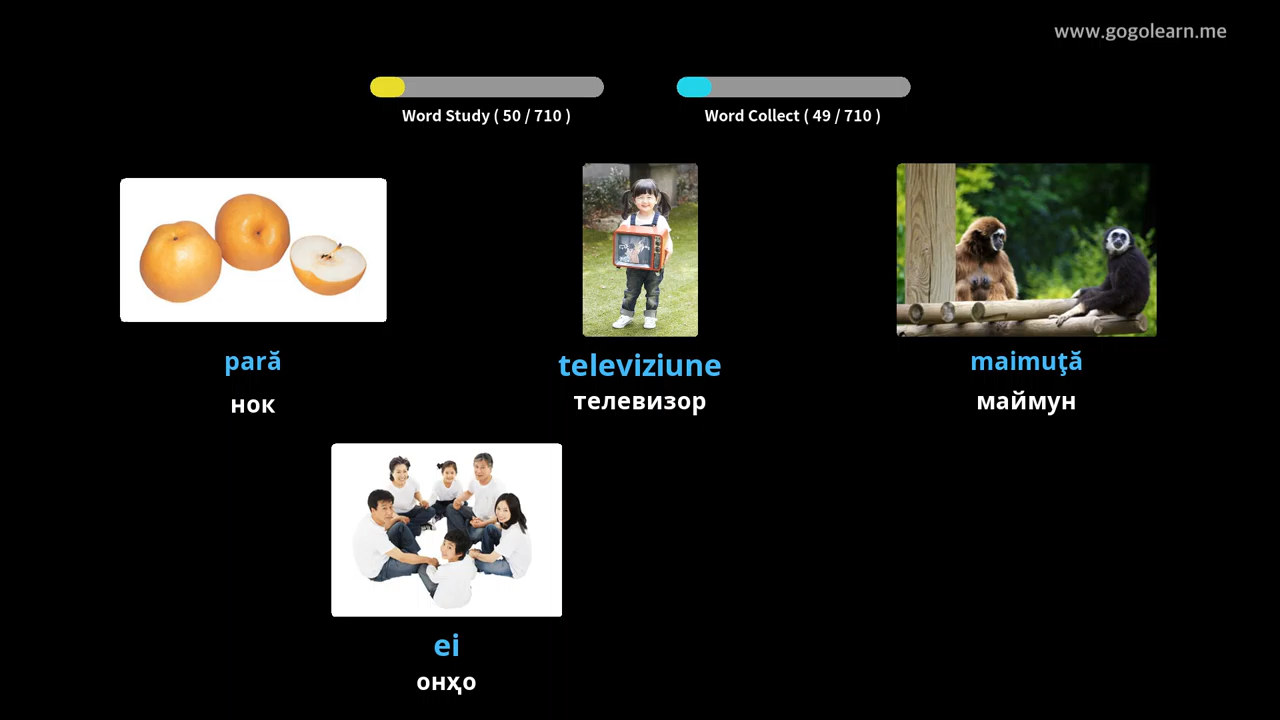 www.gogolearn.me
Word Study ( 50 / 710 )
Word Collect ( 49 / 710 )
pară
нок
televiziune
телевизор
maimuţă
маймун
ei
онҳо